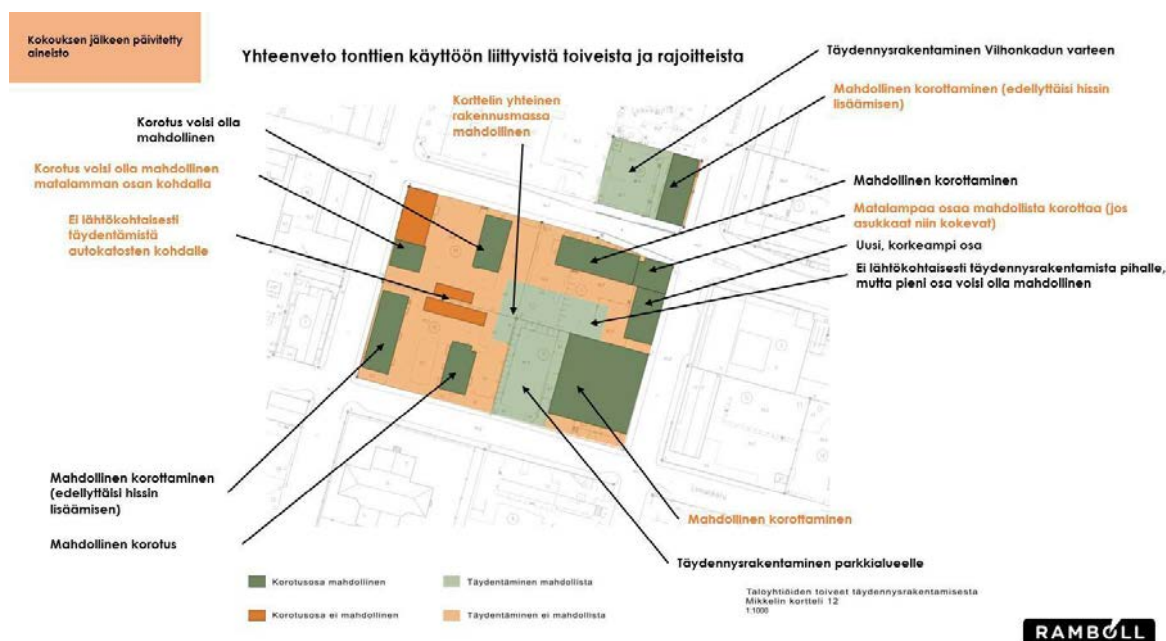 Kokouksen jälkeen päivitetty
aineisto
Yhteenveto tonttien käyttöön liittyvistä toiveista ja rajoitteista
Täydennysrakentaminen Vilhonkadun varteen
Mahdollinen korottaminen (edellyttäisi hissin
lisäämisen)
Korttelin yhteinen
rakennusmassa
mahdollinen
Korotus voisi olla
mahdollinen
Korotus voisi olla mahdollinen
matalamman osan kohdalla
Ei lähtökohtaisesti
täydentämistä
autokatosten kohdalle
Mahdollinen korottaminen
Matalampaa osaa mahdollista korottaa (jos
asukkaat niin kokevat)
Uusi, korkeampi osa
Ei lähtökohtaisesti täydennysrakentamista pihalle,
mutta pieni osa voisi olla mahdollinen
Mahdollinen korottaminen
(edellyttäisi hissin
lisäämisen)
Mahdollinen korotus
Mahdollinen korottaminen
Täydennysrakentaminen parkkialueelle
Korotusosa mahdollinen
Täydentäminen mahdollista
Korotusosa ei mahdollinen
Täydentäminen ei mahdollista
Taloyhtiöiden toiveet täydennysrakentamisesta
Mikkelin kortteli 12
1:1000
RAMBOLL